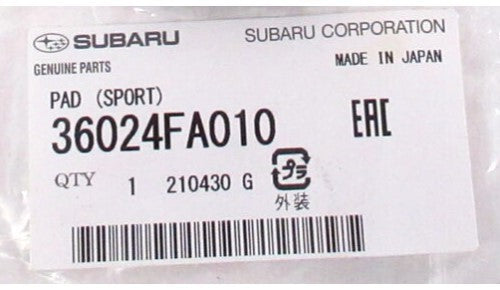 SUBARU
SUBARU CORPORATION
GENUINE PARTS
MADE IN JAPAN
PAD (SPORT)
36024FA010
EAC
QTY 1 210430 G
プラ
外装